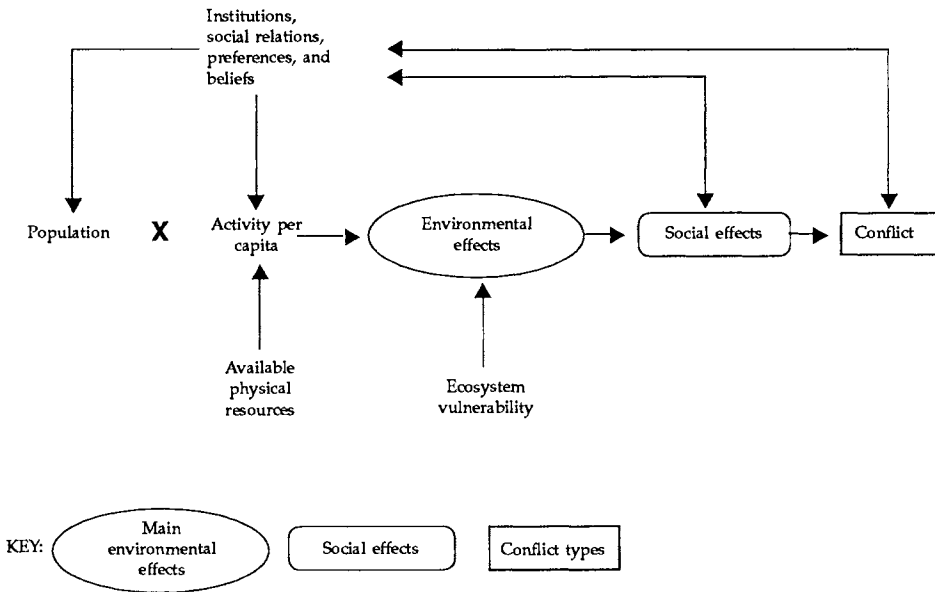 Institutions,
social relations,
preferences, and
beliefs
Population
X
Activity per
capita
Environmental
effects
Social effects
Conflict
Available
physical
resources
Ecosystem
vulnerability
KEY:
Main
environmental
effects
Social effects
Conflict types